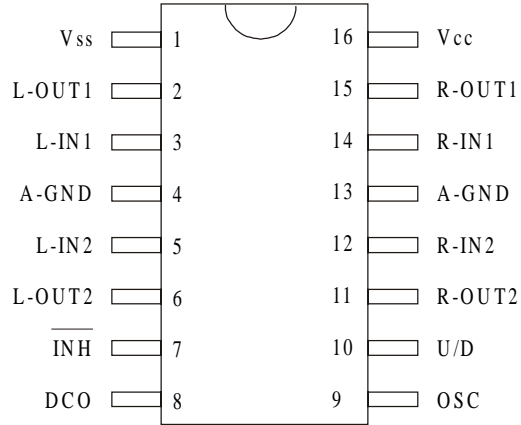 Vss 1 16 Vcc
L-OUT1 2 15 R-OUT1
L-IN1 3 14 R-IN1
A-GND 4 13 A-GND
L-IN2 5 12 R-IN2
L-OUT2 6 11 R-OUT2
INH 7 10 U/D
DCO 8 9 OSC